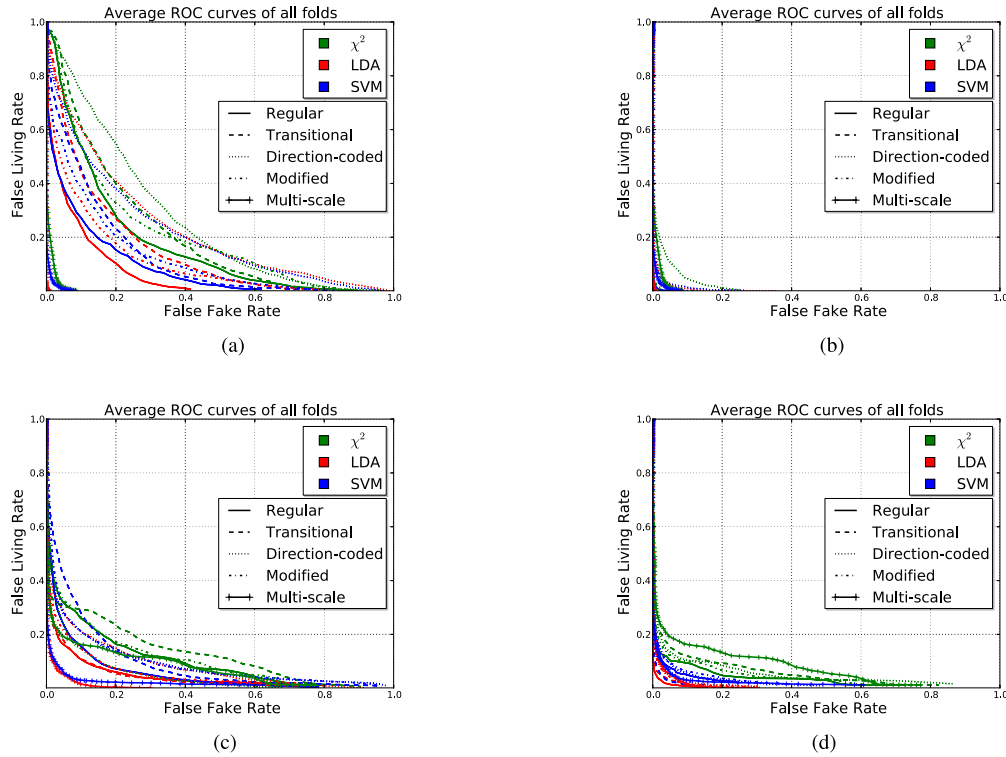 Average ROC curves of all folds
False Living Rate
1.0
0.8
0.6
0.4
0.2
0.0 0.2 0.4 0.6 0.8 1.0
False Fake Rate
χ²
LDA
SVM
Regular
Transitional
Direction-coded
Modified
Multi-scale
(a)
Average ROC curves of all folds
False Living Rate
1.0
0.8
0.6
0.4
0.2
0.0 0.2 0.4 0.6 0.8 1.0
False Fake Rate
χ²
LDA
SVM
Regular
Transitional
Direction-coded
Modified
Multi-scale
(b)
Average ROC curves of all folds
False Living Rate
1.0
0.8
0.6
0.4
0.2
0.0 0.2 0.4 0.6 0.8 1.0
False Fake Rate
χ²
LDA
SVM
Regular
Transitional
Direction-coded
Modified
Multi-scale
(c)
Average ROC curves of all folds
False Living Rate
1.0
0.8
0.6
0.4
0.2
0.0 0.2 0.4 0.6 0.8 1.0
False Fake Rate
χ²
LDA
SVM
Regular
Transitional
Direction-coded
Modified
Multi-scale
(d)